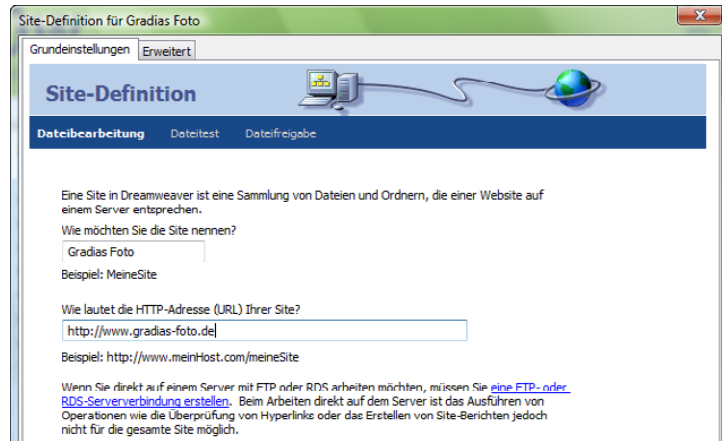 Site-Definition für Gradias Foto
Grundeinstellungen Erweitert
Site-Definition
Dateibearbeitung Dateitest Dateifreigabe
Eine Site in Dreamweaver ist eine Sammlung von Dateien und Ordnern, die einer Website auf
einem Server entsprechen.
Wie möchten Sie die Site nennen?
Gradias Foto
Beispiel: MeineSite
Wie lautet die HTTP-Adresse (URL) Ihrer Site?
http://www.gradias-foto.de
Beispiel: http://www.meinHost.com/meineSite
Wenn Sie direkt auf einem Server mit FTP oder RDS arbeiten möchten, müssen Sie eine FTP- oder
RDS-Serververbindung erstellen. Beim Arbeiten direkt auf dem Server ist das Ausführen von
Operationen wie die Überprüfung von Hyperlinks oder das Erstellen von Site-Berichten jedoch
nicht für die gesamte Site möglich.